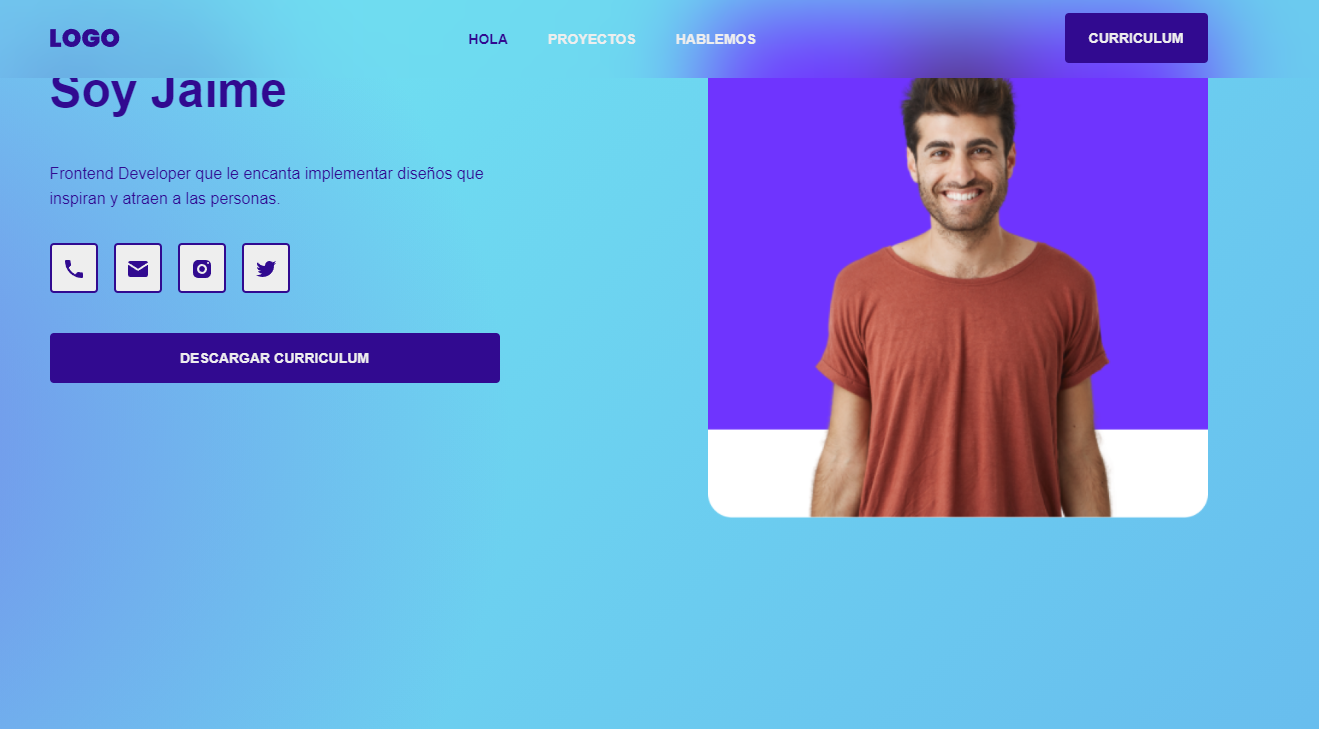 LOGO
HOLA
PROYECTOS
HABLEMOS
CURRICULUM
Soy Jaime
Frontend Developer que le encanta implementar diseños que
inspiran y atraen a las personas.
DESCARGAR CURRICULUM